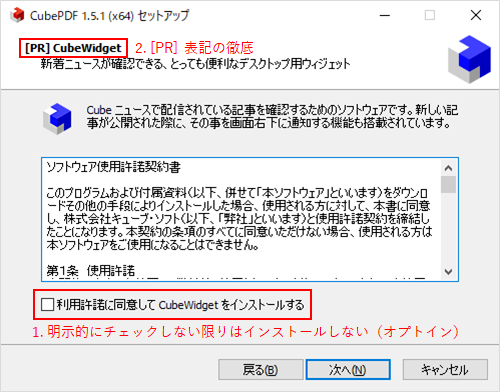 CubePDF 1.5.1 (x64) セットアップ
[PR] CubeWidget 2. [PR] 表記の徹底
新着ニュースが確認できる、とっても便利なデスクトップ用ウィジェット
Cube ニュースで配信されている記事を確認するためのソフトウェアです。新しい記
事が公開された際に、その事を画面右下に通知する機能も搭載されています。
ソフトウェア使用許諾契約書
このプログラムおよび付属資料(以下、併せて「本ソフトウェア」といいます)をダウンロ
ードその他の手段によりインストールした場合、使用される方に対して、本書に同意
し、株式会社キューブ・ソフト(以下、「弊社」といいます)と使用許諾契約を締結し
たことになります。本契約の条項のすべてに同意いただけない場合、使用される方は
本ソフトウェアをご使用になることはできません。
第1条 使用許諾
利用許諾に同意して CubeWidget をインストールする
1. 明示的にチェックしない限りはインストールしない（オプトイン）
戻る(B)
次へ(N)
キャンセル